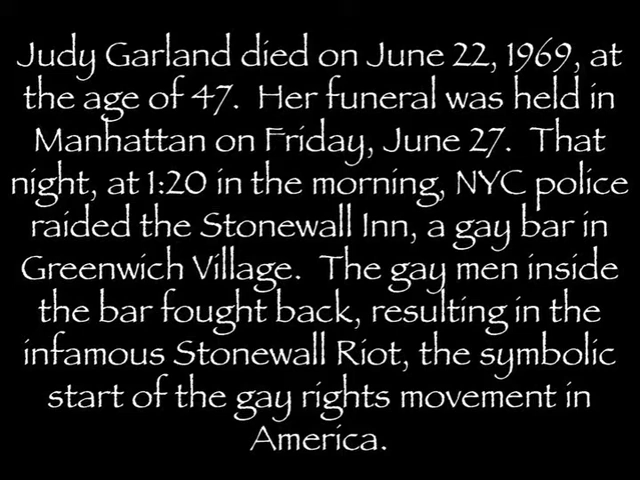 Judy Garland died on June 22, 1969, at
the age of 47.  Her funeral was held in
Manhattan on Friday, June 27.  That
night, at 1:20 in the morning, NYC police
raided the Stonewall Inn, a gay bar in
Greenwich Village.  The gay men inside
the bar fought back, resulting in the
infamous Stonewall Riot, the symbolic
start of the gay rights movement in
America.